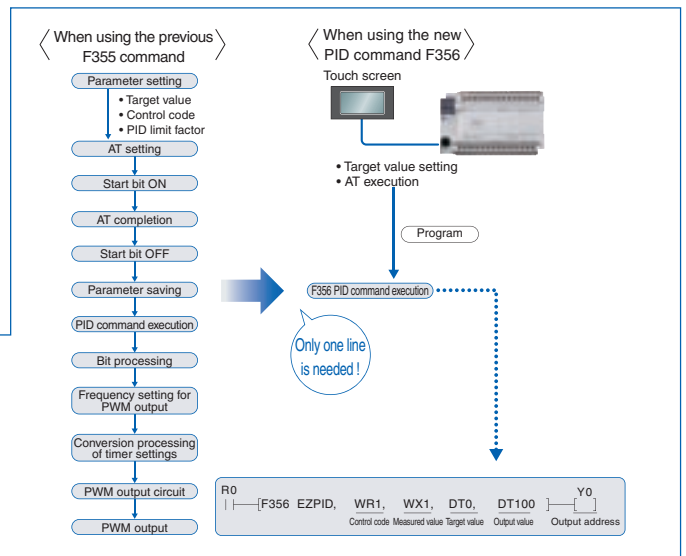 When using the previous
F355 command
Parameter setting
• Target value
• Control code
• PID limit factor
AT setting
Start bit ON
AT completion
Start bit OFF
Parameter saving
PID command execution
Bit processing
Frequency setting for
PWM output
Conversion processing
of timer settings
PWM output circuit
PWM output
When using the new
PID command F356
Touch screen
• Target value setting
• AT execution
Program
F356 PID command execution
Only one line
is needed !
R0
[F356 EZPID, WR1, WX1, DT0, DT100 ] Y0 [ ]
Control code Measured value Target value Output value Output address